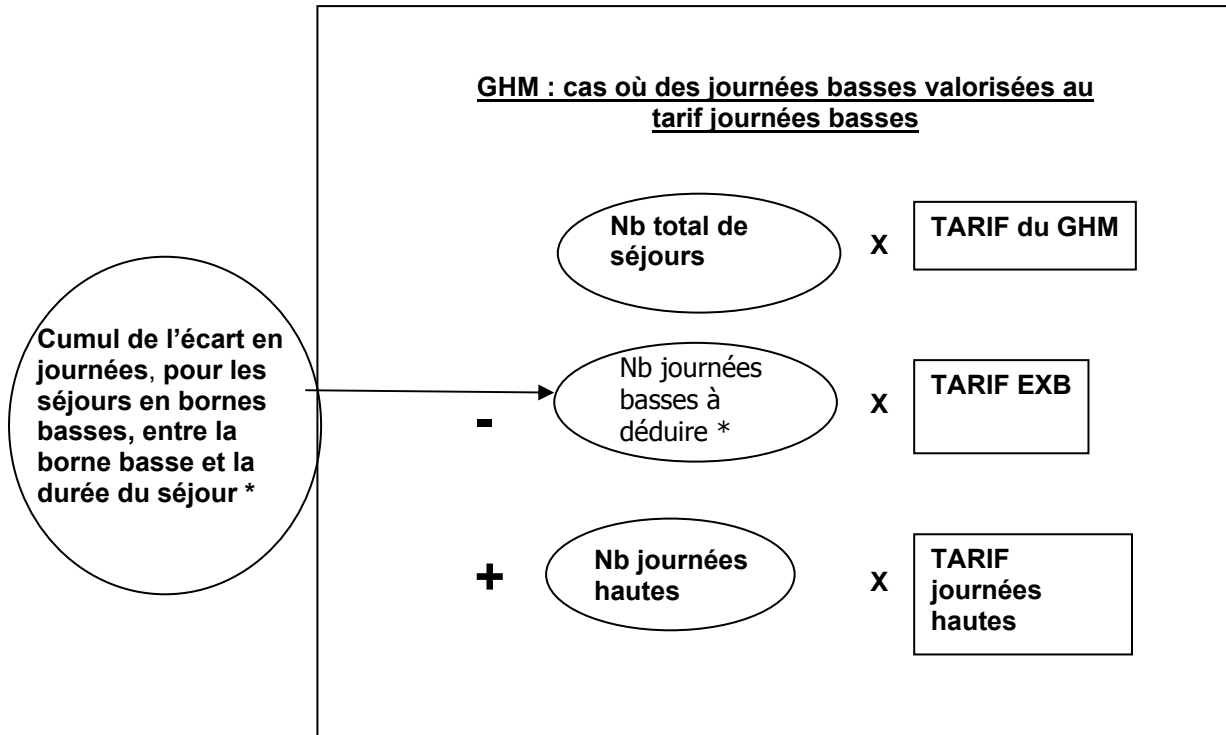 GHM : cas où des journées basses valorisées au
tarif journées basses
Nb total de
séjours
X
TARIF du GHM
Cumul de l’écart en
journées, pour les
séjours en bornes
basses, entre la
borne basse et la
durée du séjour *
-
Nb journées
basses à
déduire *
X
TARIF EXB
+
Nb journées
hautes
X
TARIF
journées
hautes